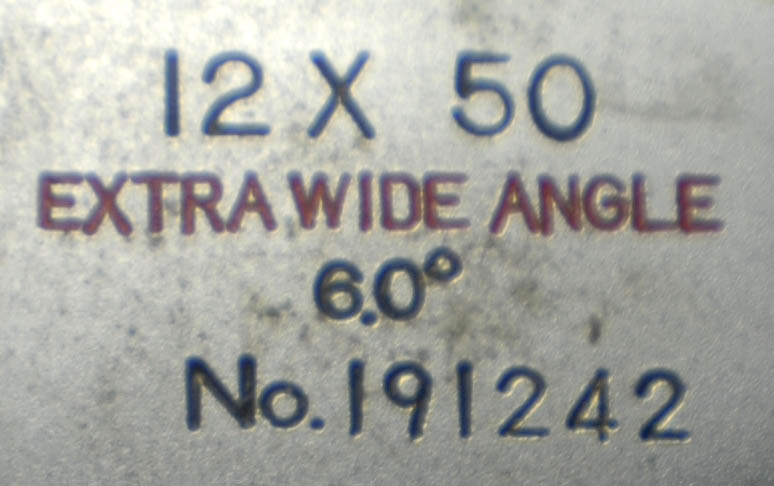 12 X 50
EXTRA WIDE ANGLE
6.0°
No. 191242